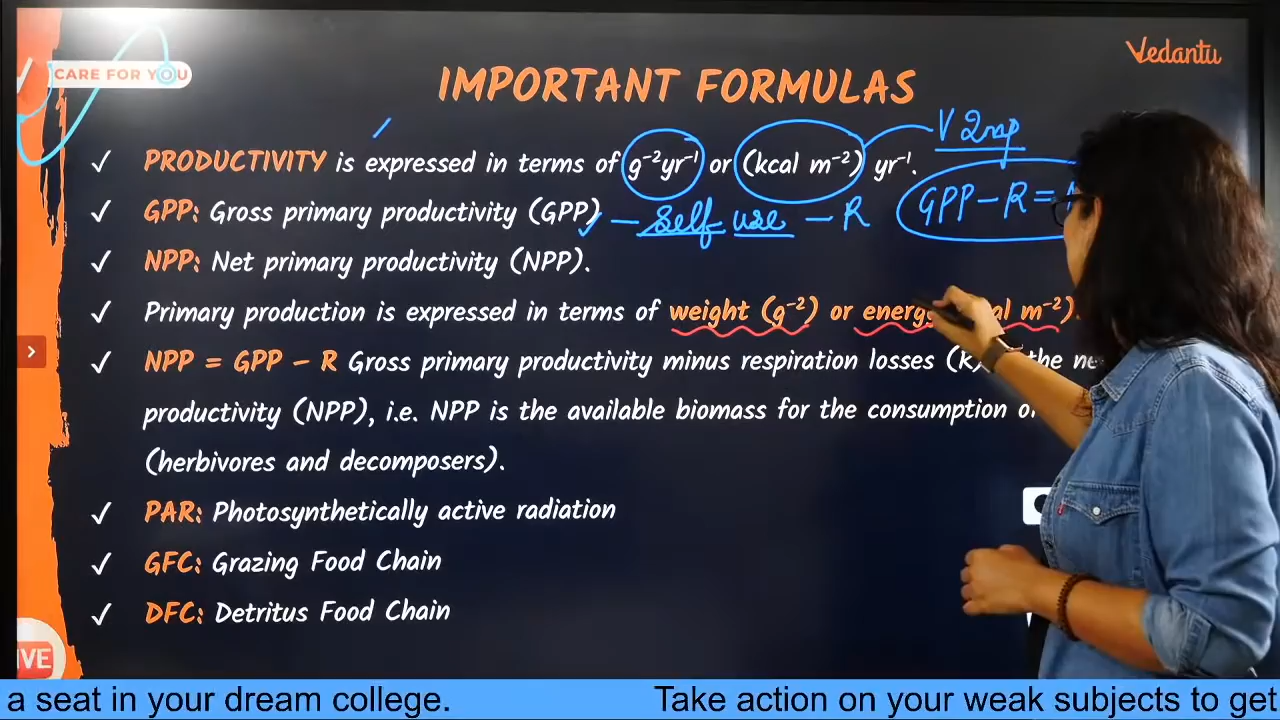 Vedantu
CARE FOR YOU
IMPORTANT FORMULAS
V Imp
✓ PRODUCTIVITY is expressed in terms of g⁻²yr⁻¹ or (kcal m⁻²) yr⁻¹.
GPP – R =
✓ GPP: Gross primary productivity (GPP) – Self use – R
✓ NPP: Net primary productivity (NPP).
✓ Primary production is expressed in terms of weight (g⁻²) or energy m⁻²)
✓ NPP = GPP – R Gross primary productivity minus respiration losses the
productivity (NPP), i.e. NPP is the available biomass for the consumption
(herbivores and decomposers).
✓ PAR: Photosynthetically active radiation
✓ GFC: Grazing Food Chain
✓ DFC: Detritus Food Chain
a seat in your dream college. Take action on your weak subjects to get